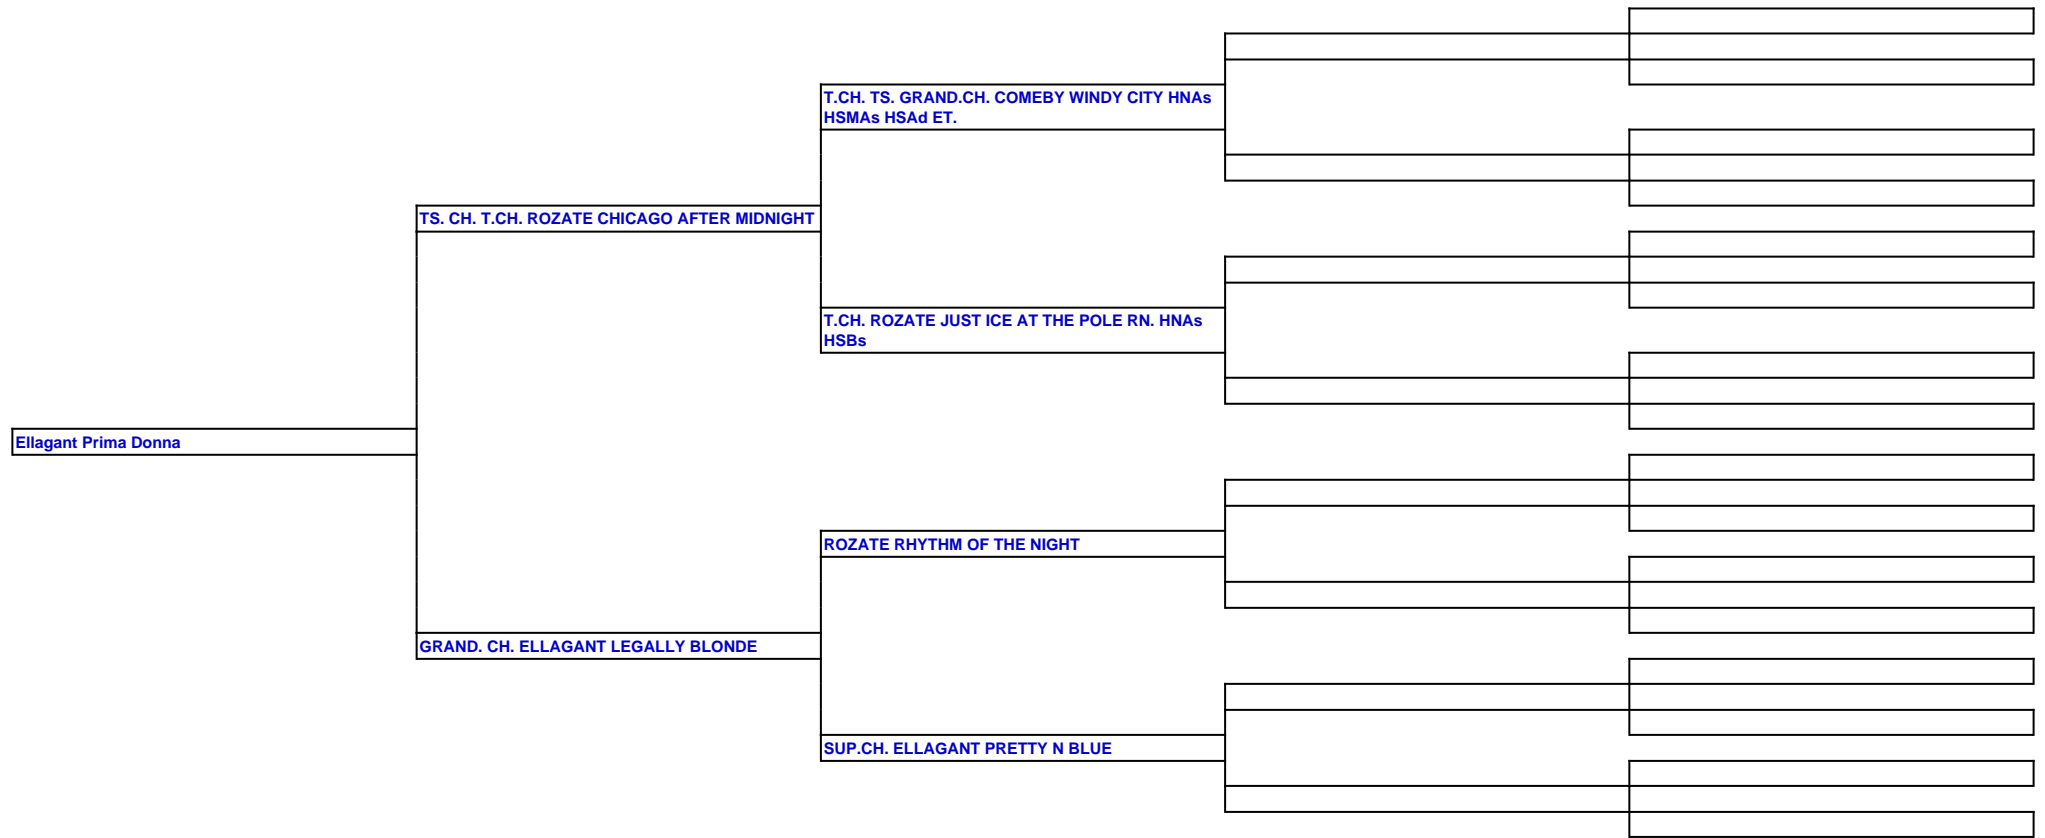 T.CH. TS. GRAND.CH. COMEBY WINDY CITY HNAs
HSMAs HSAd ET.
TS. CH. T.CH. ROZATE CHICAGO AFTER MIDNIGHT
T.CH. ROZATE JUST ICE AT THE POLE RN. HNAs
HSBs
Ellagant Prima Donna
ROZATE RHYTHM OF THE NIGHT
GRAND. CH. ELLAGANT LEGALLY BLONDE
SUP.CH. ELLAGANT PRETTY N BLUE